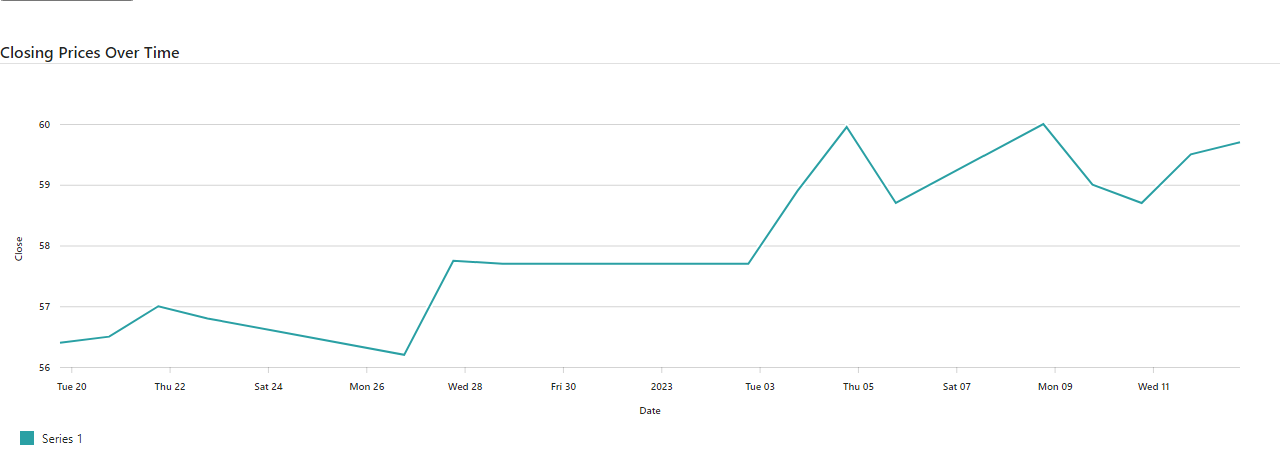 Closing Prices Over Time
60
59
58
57
56
Close
Tue 20 Thu 22 Sat 24 Mon 26 Wed 28 Fri 30 2023 Tue 03 Thu 05 Sat 07 Mon 09 Wed 11
Date
Series 1